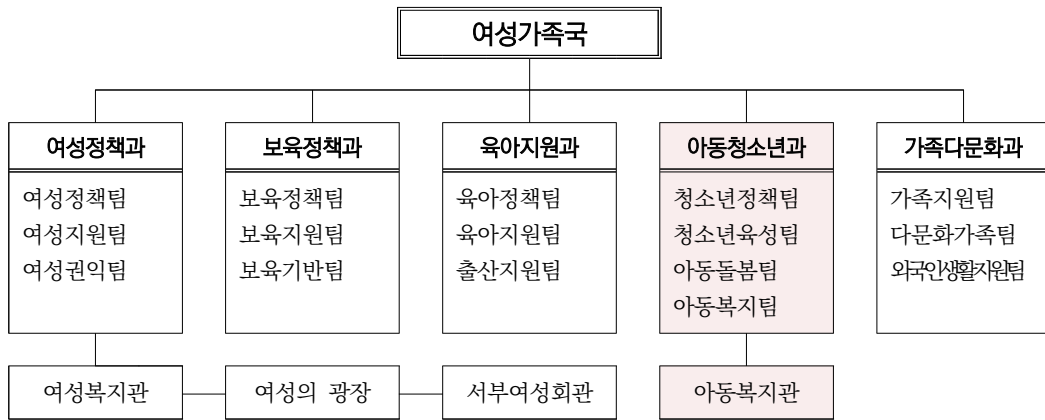 여성가족국
여성정책과
여성정책팀
여성지원팀
여성권익팀
보육정책과
보육정책팀
보육지원팀
보육기반팀
육아지원과
육아정책팀
육아지원팀
출산지원팀
아동청소년과
청소년정책팀
청소년육성팀
아동돌봄팀
아동복지팀
가족다문화과
가족지원팀
다문화가족팀
외국인생활지원팀
여성복지관
여성의 광장
서부여성회관
아동복지관